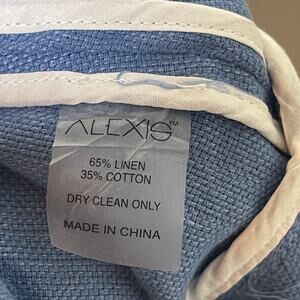 ALEXIS™
65% LINEN
35% COTTON
DRY CLEAN ONLY
MADE IN CHINA